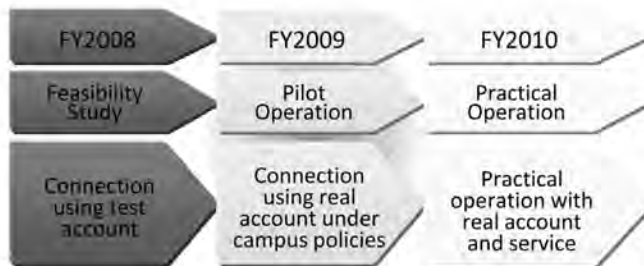 FY2008
FY2009
FY2010
Feasibility
Study
Pilot
Operation
Practical
Operation
Connection
using test
account
Connection
using real
account under
campus policies
Practical
operation with
real account
and service